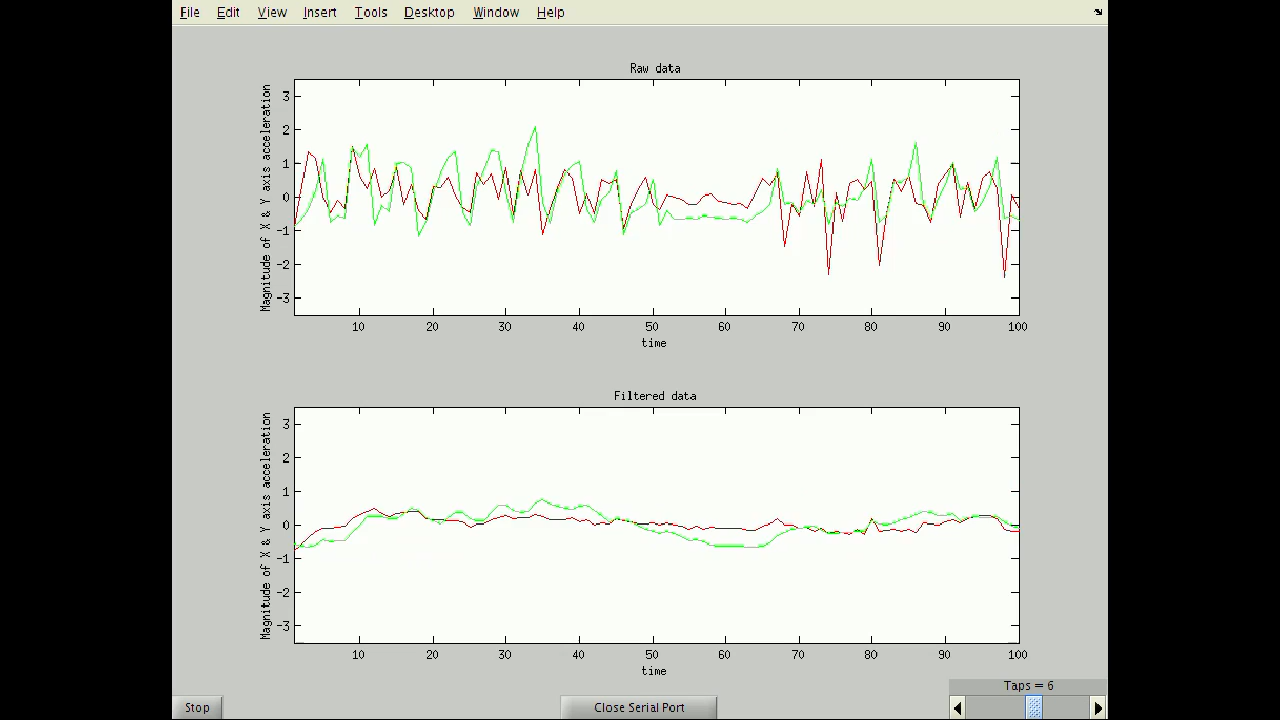 File Edit View Insert Tools Desktop Window Help
Raw data
Magnitude of X & Y axis acceleration
3
2
1
0
-1
-2
-3
10 20 30 40 50 60 70 80 90 100
time
Filtered data
Magnitude of X & Y axis acceleration
3
2
1
0
-1
-2
-3
10 20 30 40 50 60 70 80 90 100
time
Taps = 6
Stop
Close Serial Port